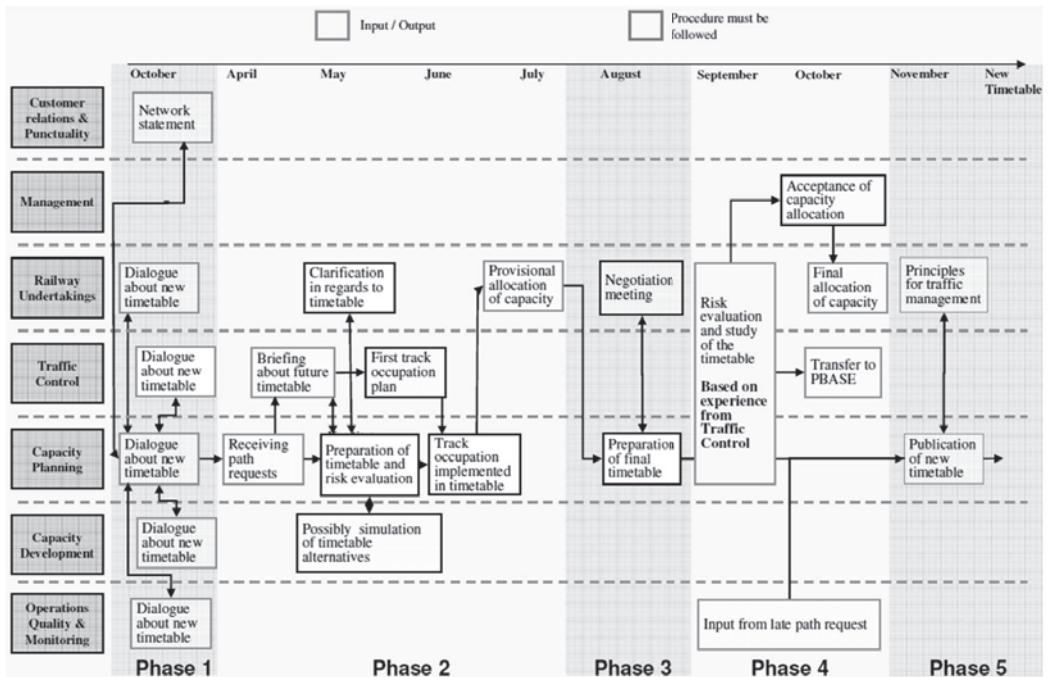 Input / Output
Procedure must be
followed
October
April
May
June
July
August
September
October
November
New
Timetable
Customer
relations &
Punctuality
Network
statement
Management
Acceptance of
capacity
allocation
Railway
Undertakings
Dialogue
about new
timetable
Clarification
in regards to
timetable
Provisional
allocation
of capacity
Negotiation
meeting
Risk
evaluation
and study
of the
timetable
Based on
experience
from
Traffic
Control
Final
allocation
of capacity
Principles
for traffic
management
Traffic
Control
Dialogue
about new
timetable
Briefing
about future
timetable
First track
occupation
plan
Transfer to
PBASE
Capacity
Planning
Dialogue
about new
timetable
Receiving
path
requests
Preparation of
timetable and
risk evaluation
Track
occupation
implemented
in timetable
Preparation
of final
timetable
Publication
of new
timetable
Capacity
Development
Dialogue
about new
timetable
Possibly simulation
of timetable
alternatives
Operations
Quality &
Monitoring
Dialogue
about new
timetable
Input from late path request
Phase 1
Phase 2
Phase 3
Phase 4
Phase 5